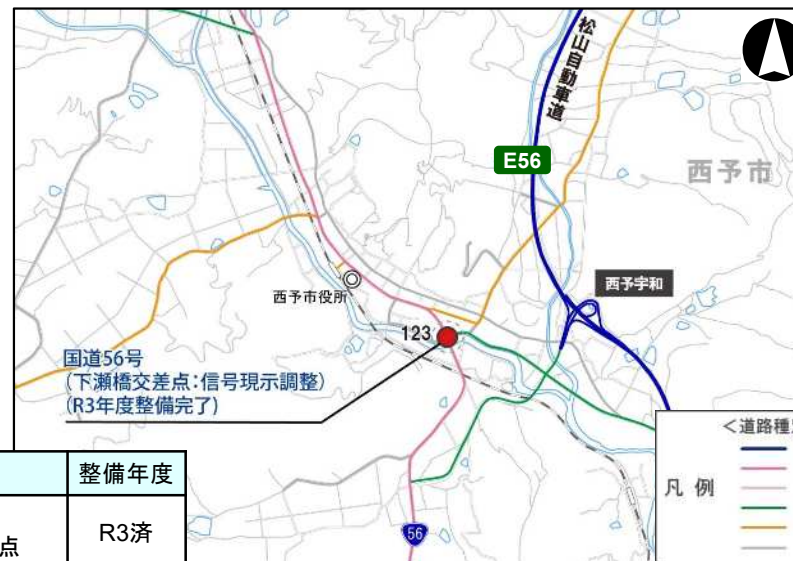 松山自動車道
E56
西予市
西予宇和
西予市役所
123
国道56号
(下瀬橋交差点:信号現示調整)
(R3年度整備完了)
<道路種別
凡 例
整備年度
R3済
点
56